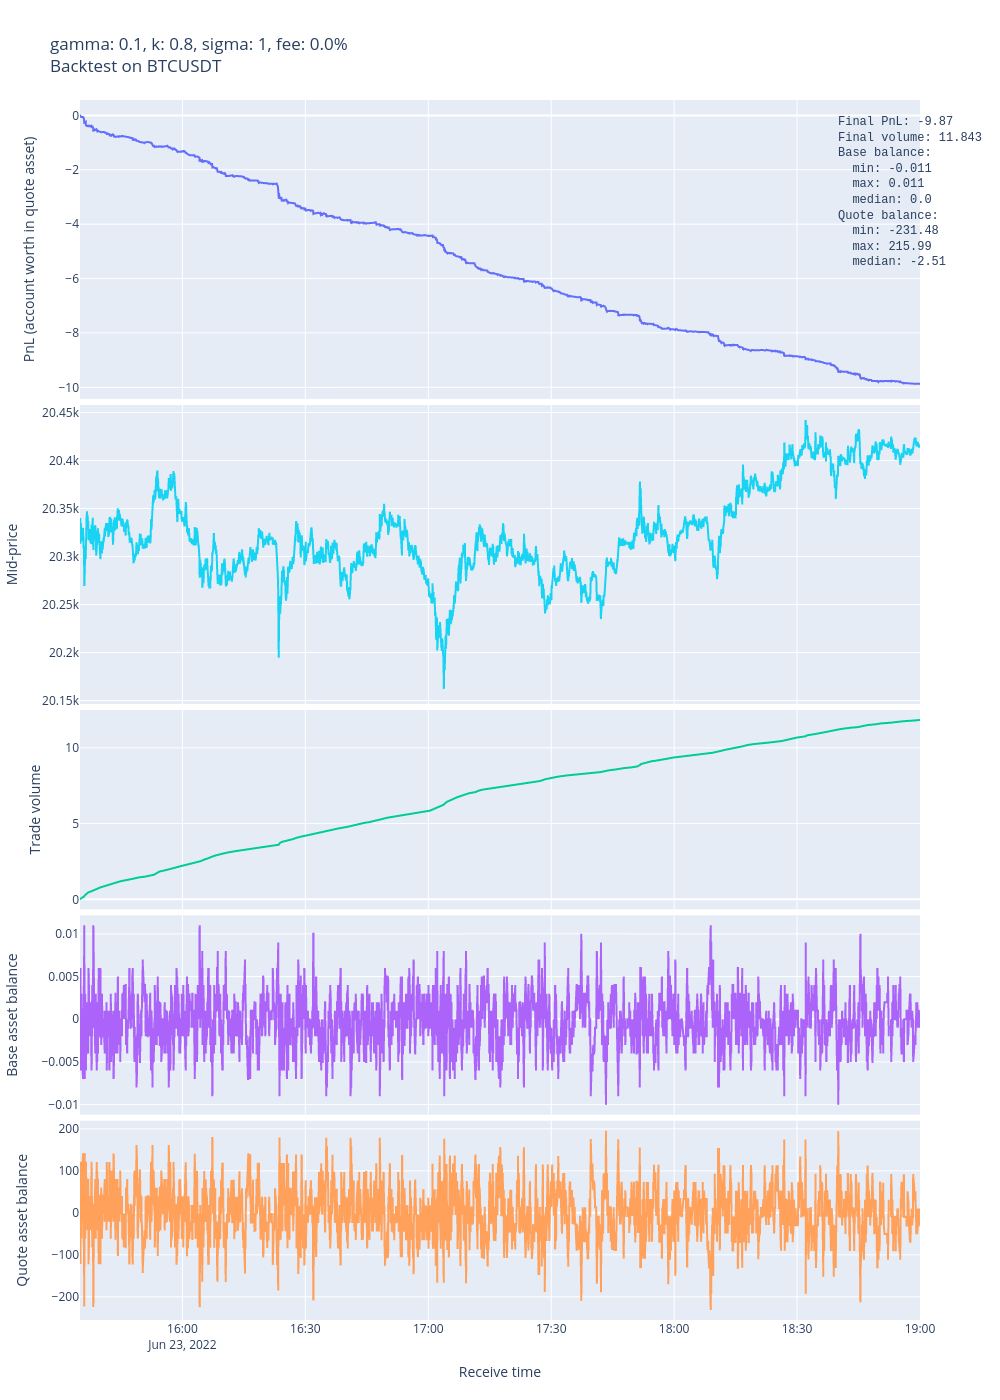 gamma: 0.1, k: 0.8, sigma: 1, fee: 0.0%
Backtest on BTCUSDT
PnL (account worth in quote asset)
0
−2
−4
−6
−8
−10
Final PnL: -9.87
Final volume: 11.843
Base balance:
min: -0.011
max: 0.011
median: 0.0
Quote balance:
min: -231.48
max: 215.99
median: -2.51
Mid-price
20.45k
20.4k
20.35k
20.3k
20.25k
20.2k
20.15k
Trade volume
10
5
0
Base asset balance
0.01
0.005
0
−0.005
−0.01
Quote asset balance
200
100
0
−100
−200
16:00
16:30
17:00
17:30
18:00
18:30
19:00
Jun 23, 2022
Receive time